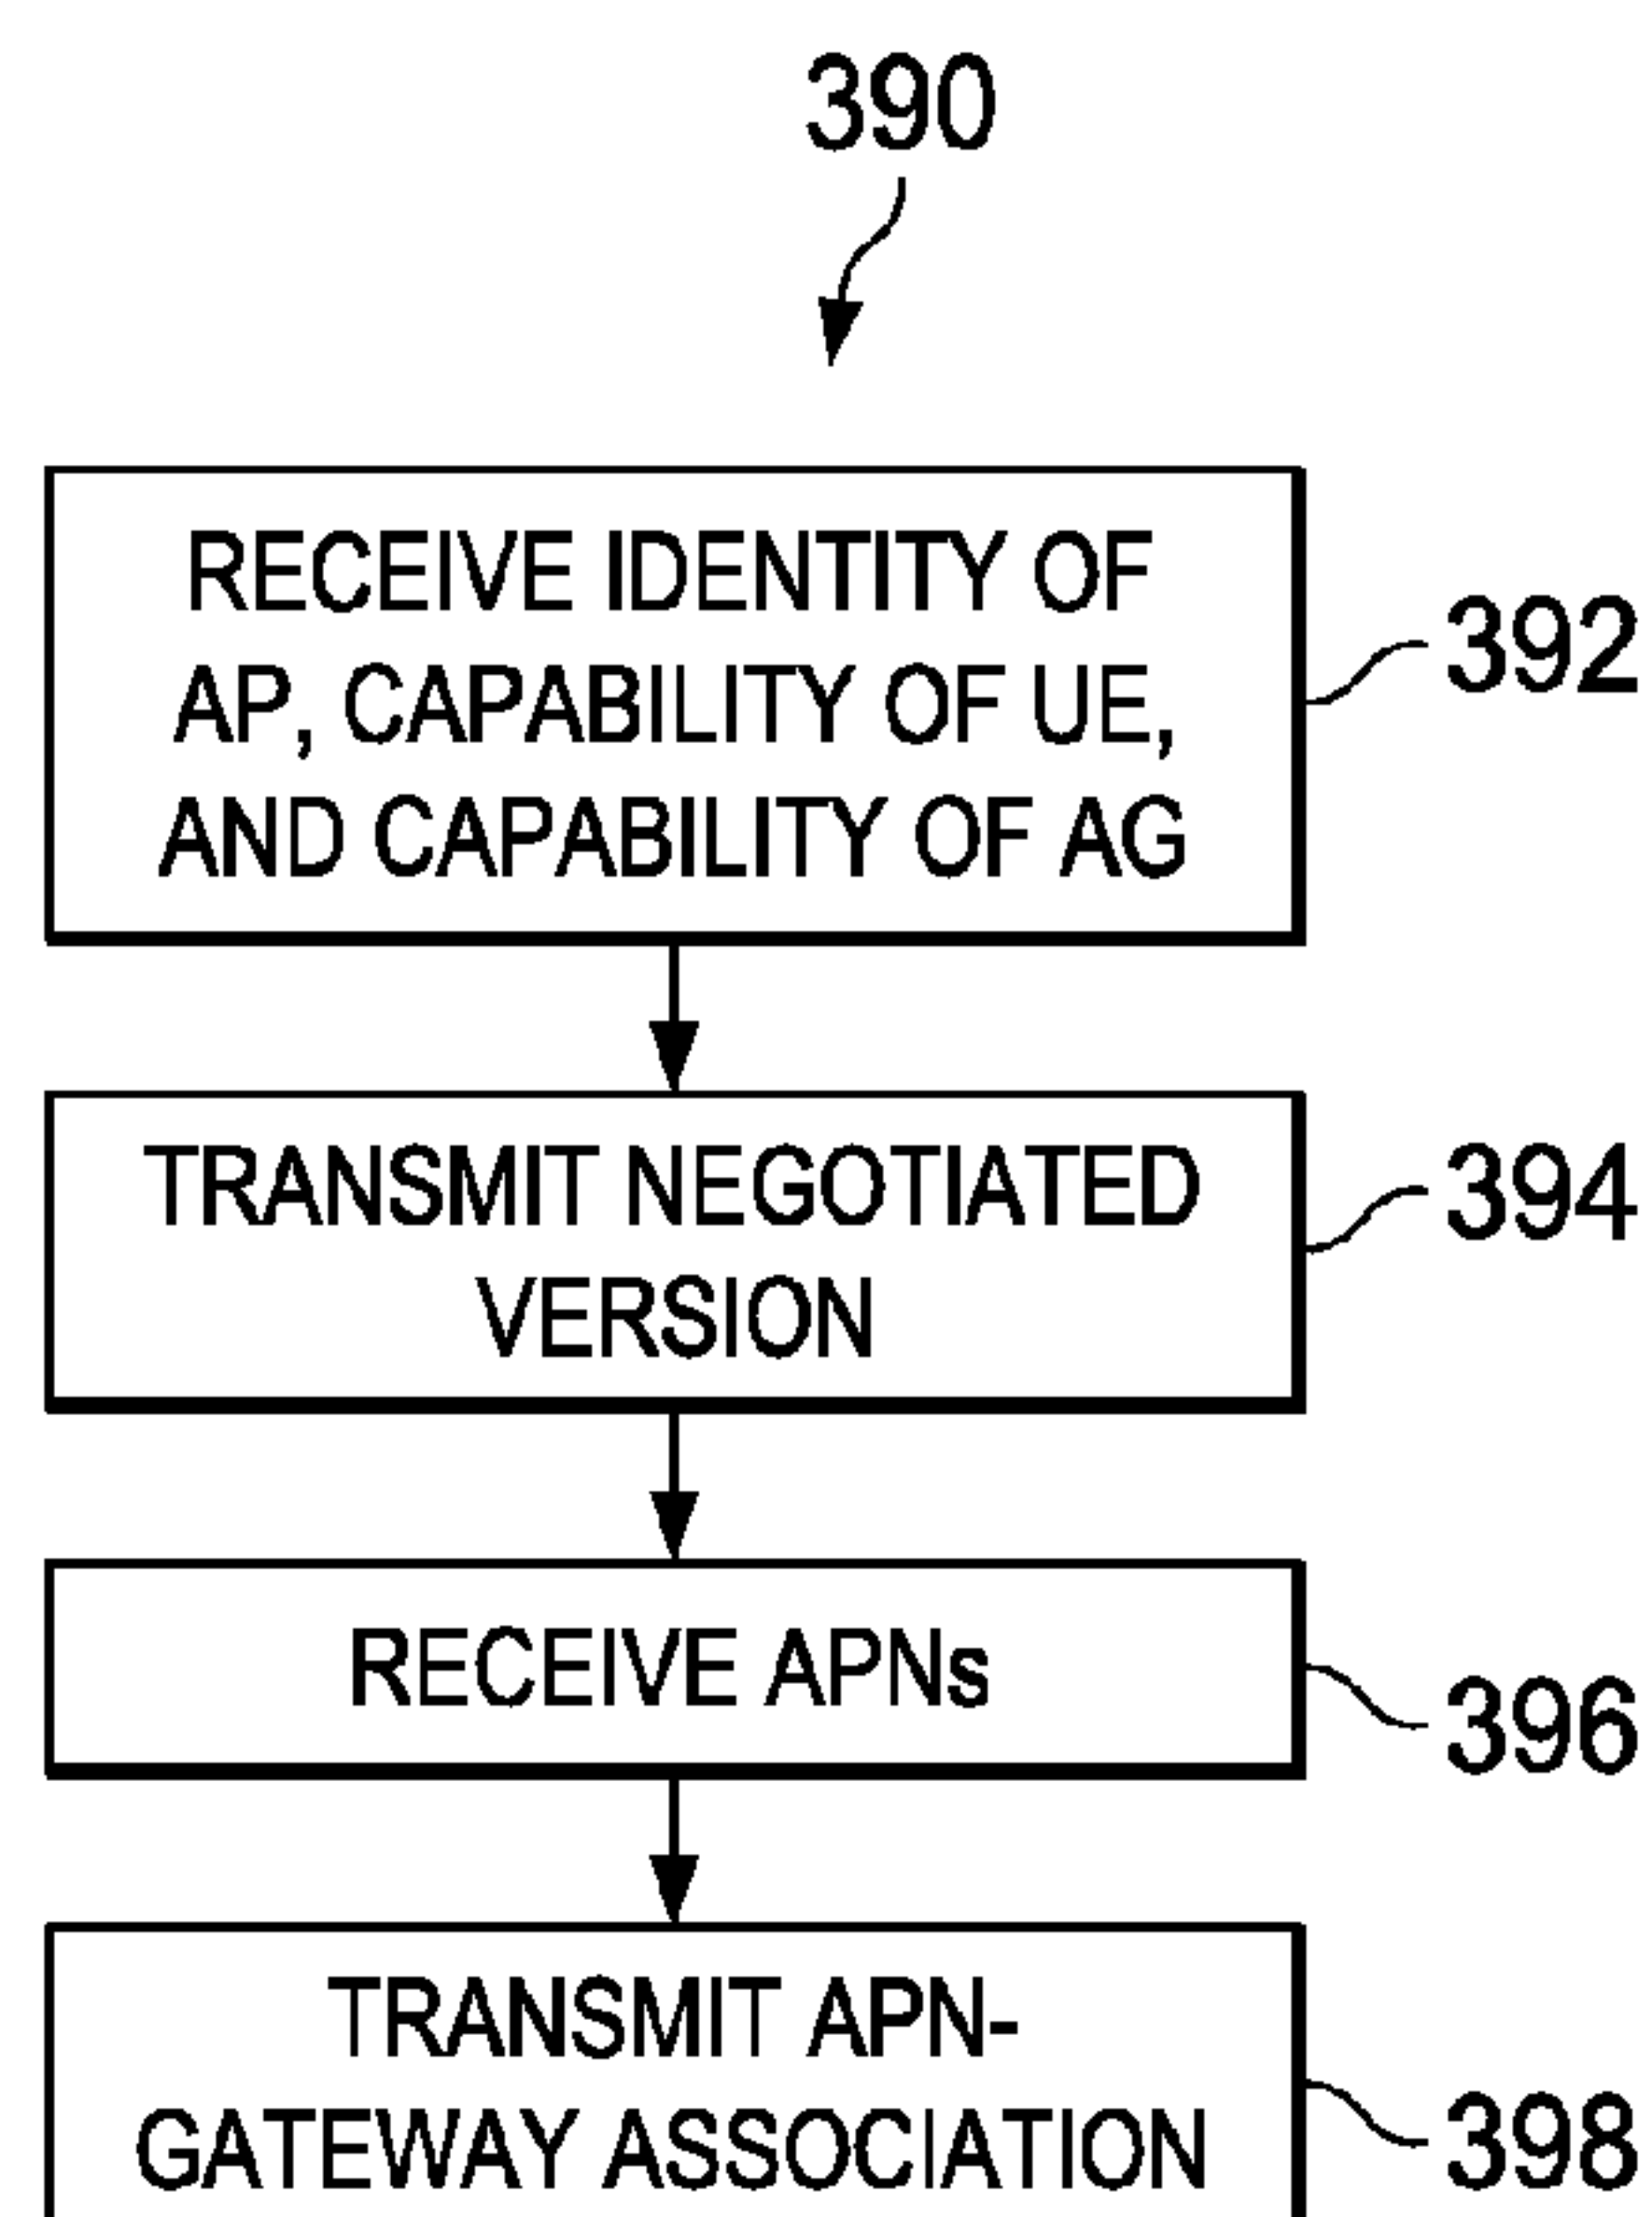 390
RECEIVE IDENTITY OF
AP, CAPABILITY OF UE,
AND CAPABILITY OF AG
392
TRANSMIT NEGOTIATED
VERSION
394
RECEIVE APNs
396
TRANSMIT APN-
GATEWAY ASSOCIATION
398